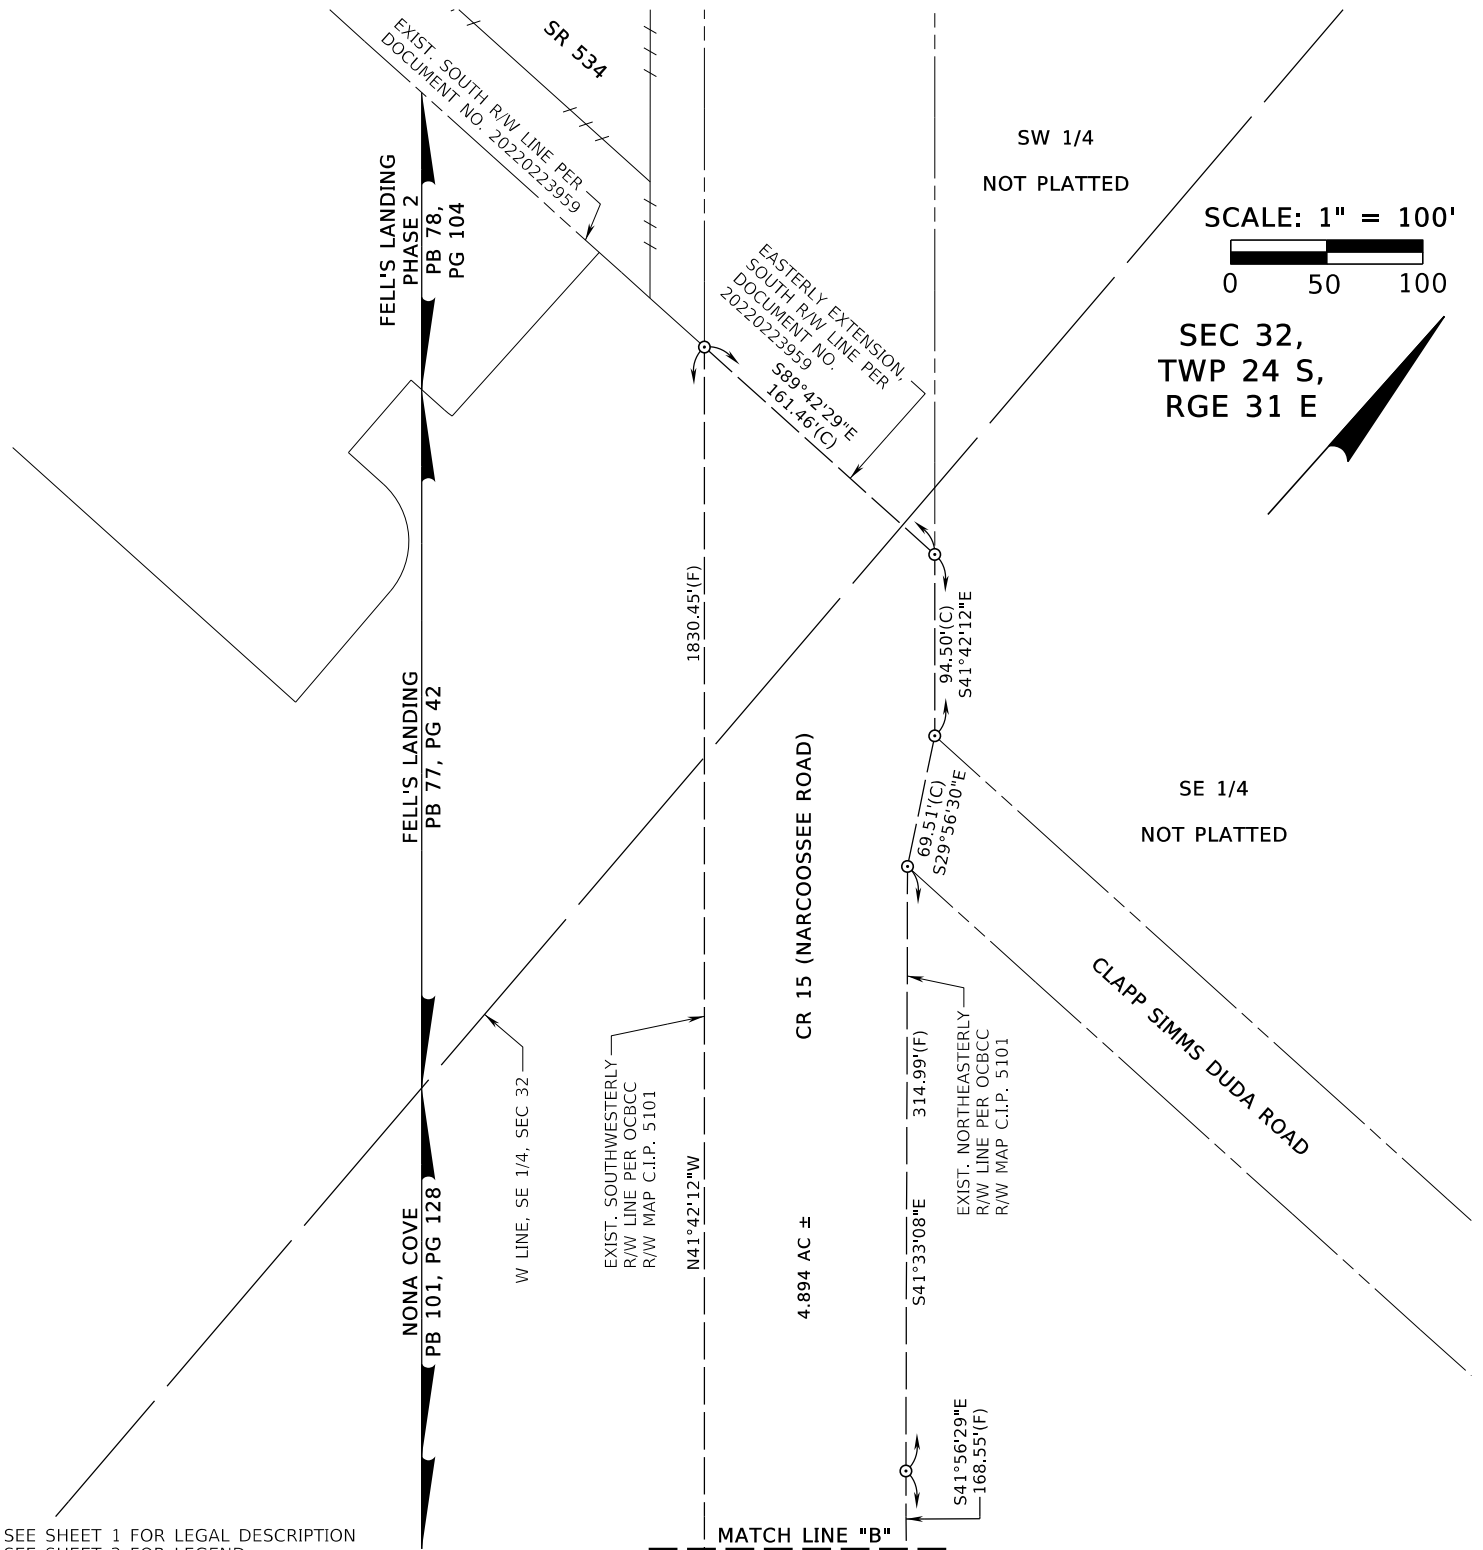 SR 534
EXIST. SOUTH R/W LINE PER
DOCUMENT NO. 20220223959
SW 1/4
NOT PLATTED
FELL'S LANDING
PHASE 2
PB 78,
PG 104
SCALE: 1" = 100'
0 50 100
SEC 32,
TWP 24 S,
RGE 31 E
EASTERLY EXTENSION,
SOUTH R/W LINE PER
DOCUMENT NO.
20220223959
S89°42'29"E
161.46'(C)
1830.45'(F)
94.50'(C)
S41°42'12"E
FELL'S LANDING
PB 77, PG 42
CR 15 (NARCOOSSEE ROAD)
69.51'(C)
S29°56'30"E
SE 1/4
NOT PLATTED
CLAPP SIMMS DUDA ROAD
W LINE, SE 1/4, SEC 32
EXIST. SOUTHWESTERLY
R/W LINE PER OCBCC
R/W MAP C.I.P. 5101
N41°42'12"W
4.894 AC ±
314.99'(F)
S41°33'08"E
EXIST. NORTHEASTERLY
R/W LINE PER OCBCC
R/W MAP C.I.P. 5101
NONA COVE
PB 101, PG 128
S41°56'29"E
168.55'(F)
MATCH LINE "B"
SEE SHEET 1 FOR LEGAL DESCRIPTION